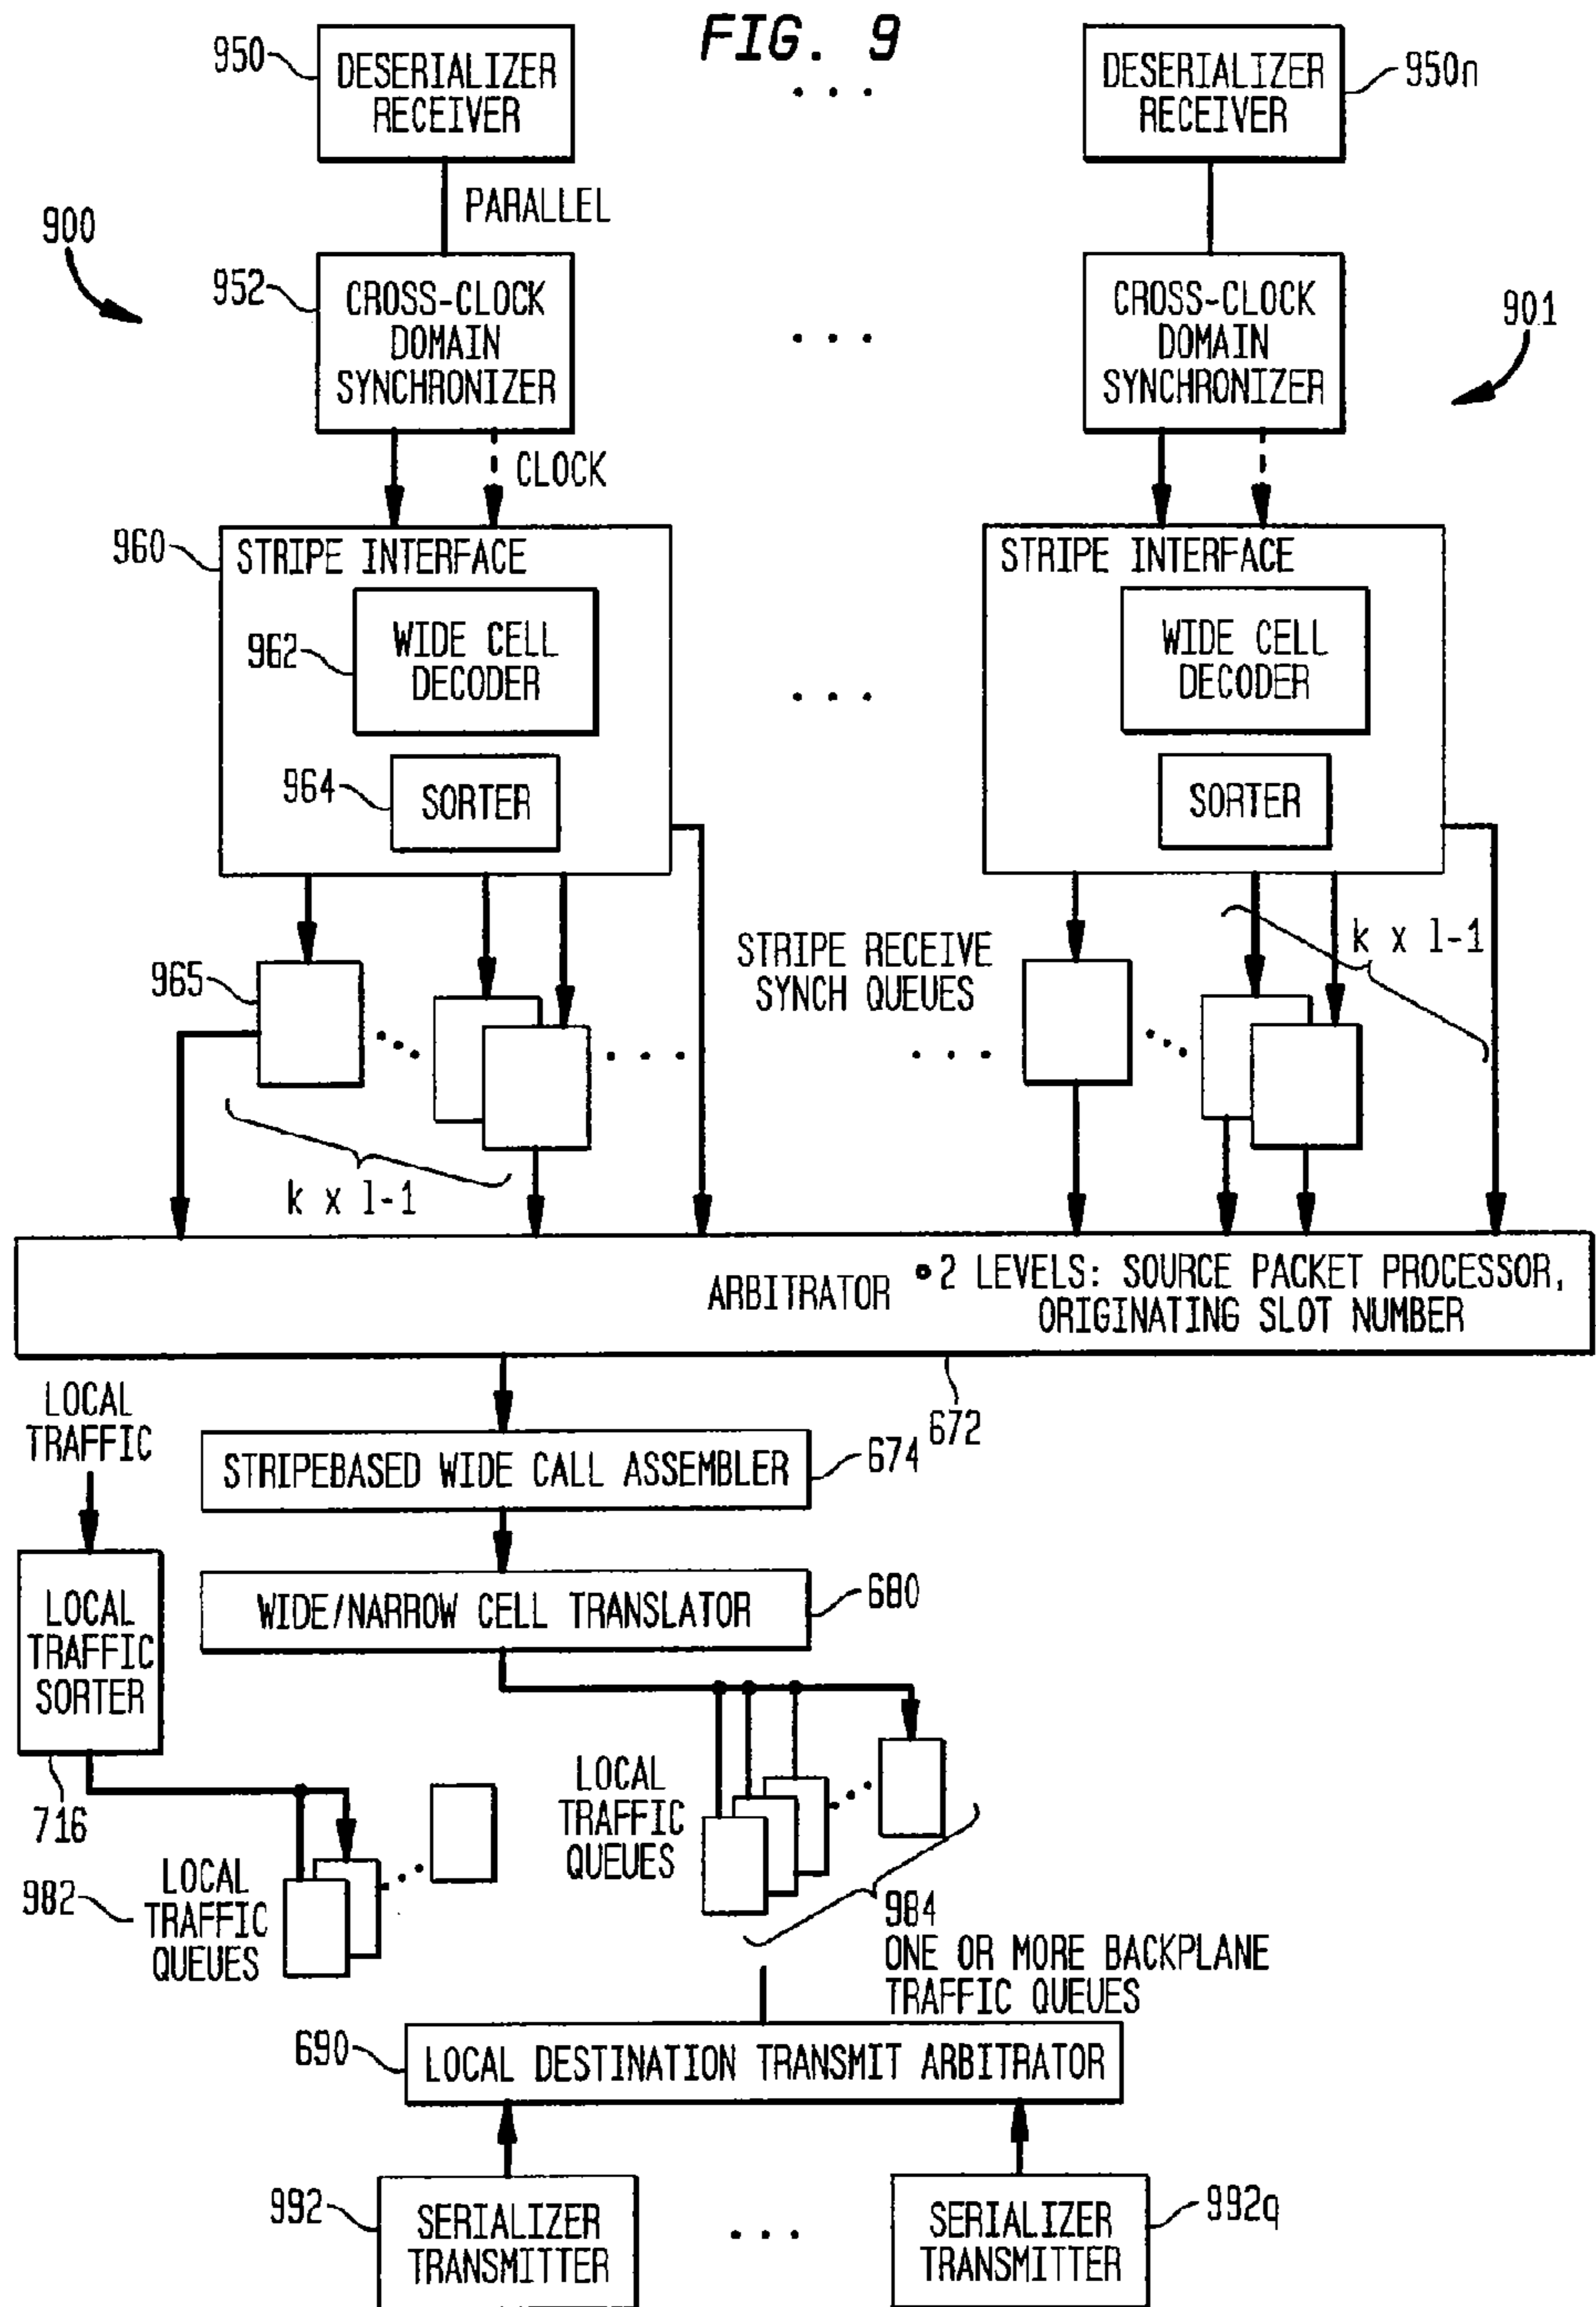 FIG. 9
950
DESERIALIZER
RECEIVER
. . .
DESERIALIZER
RECEIVER
950n
PARALLEL
900
952
CROSS-CLOCK
DOMAIN
SYNCHRONIZER
. . .
CROSS-CLOCK
DOMAIN
SYNCHRONIZER
901
CLOCK
960
STRIPE INTERFACE
962
WIDE CELL
DECODER
964
SORTER
. . .
STRIPE INTERFACE
WIDE CELL
DECODER
SORTER
965
STRIPE RECEIVE
SYNCH QUEUES
k x l-1
k x l-1
ARBITRATOR
• 2 LEVELS: SOURCE PACKET PROCESSOR,
ORIGINATING SLOT NUMBER
672
LOCAL
TRAFFIC
STRIPEBASED WIDE CALL ASSEMBLER
674
WIDE/NARROW CELL TRANSLATOR
680
LOCAL
TRAFFIC
SORTER
716
LOCAL
TRAFFIC
QUEUES
982
LOCAL
TRAFFIC
QUEUES
984
ONE OR MORE BACKPLANE
TRAFFIC QUEUES
690
LOCAL DESTINATION TRANSMIT ARBITRATOR
992
SERIALIZER
TRANSMITTER
. . .
SERIALIZER
TRANSMITTER
992q